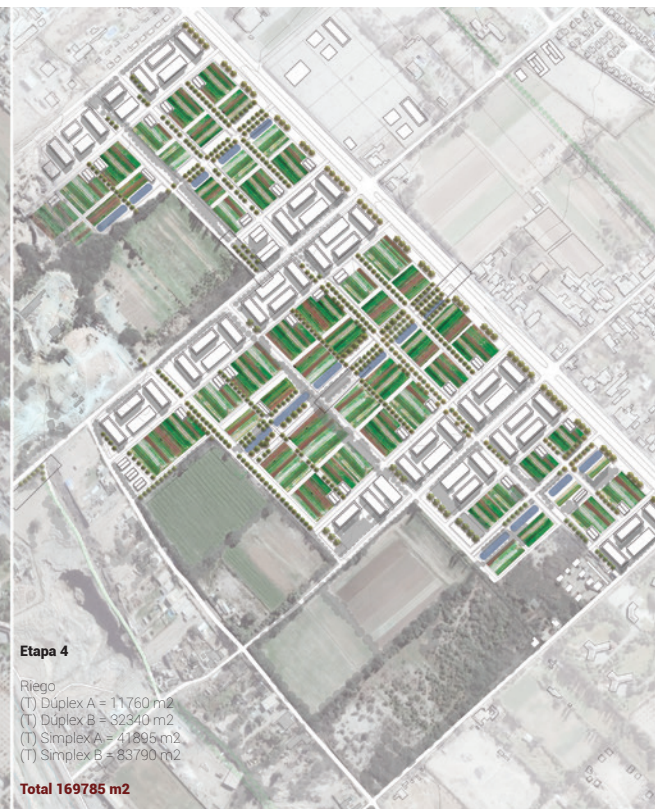 Etapa 4
Riego
(T) Dúplex A = 11760 m2
(T) Dúplex B = 32340 m2
(T) Simplex A = 41895 m2
(T) Simplex B = 83790 m2
Total 169785 m2